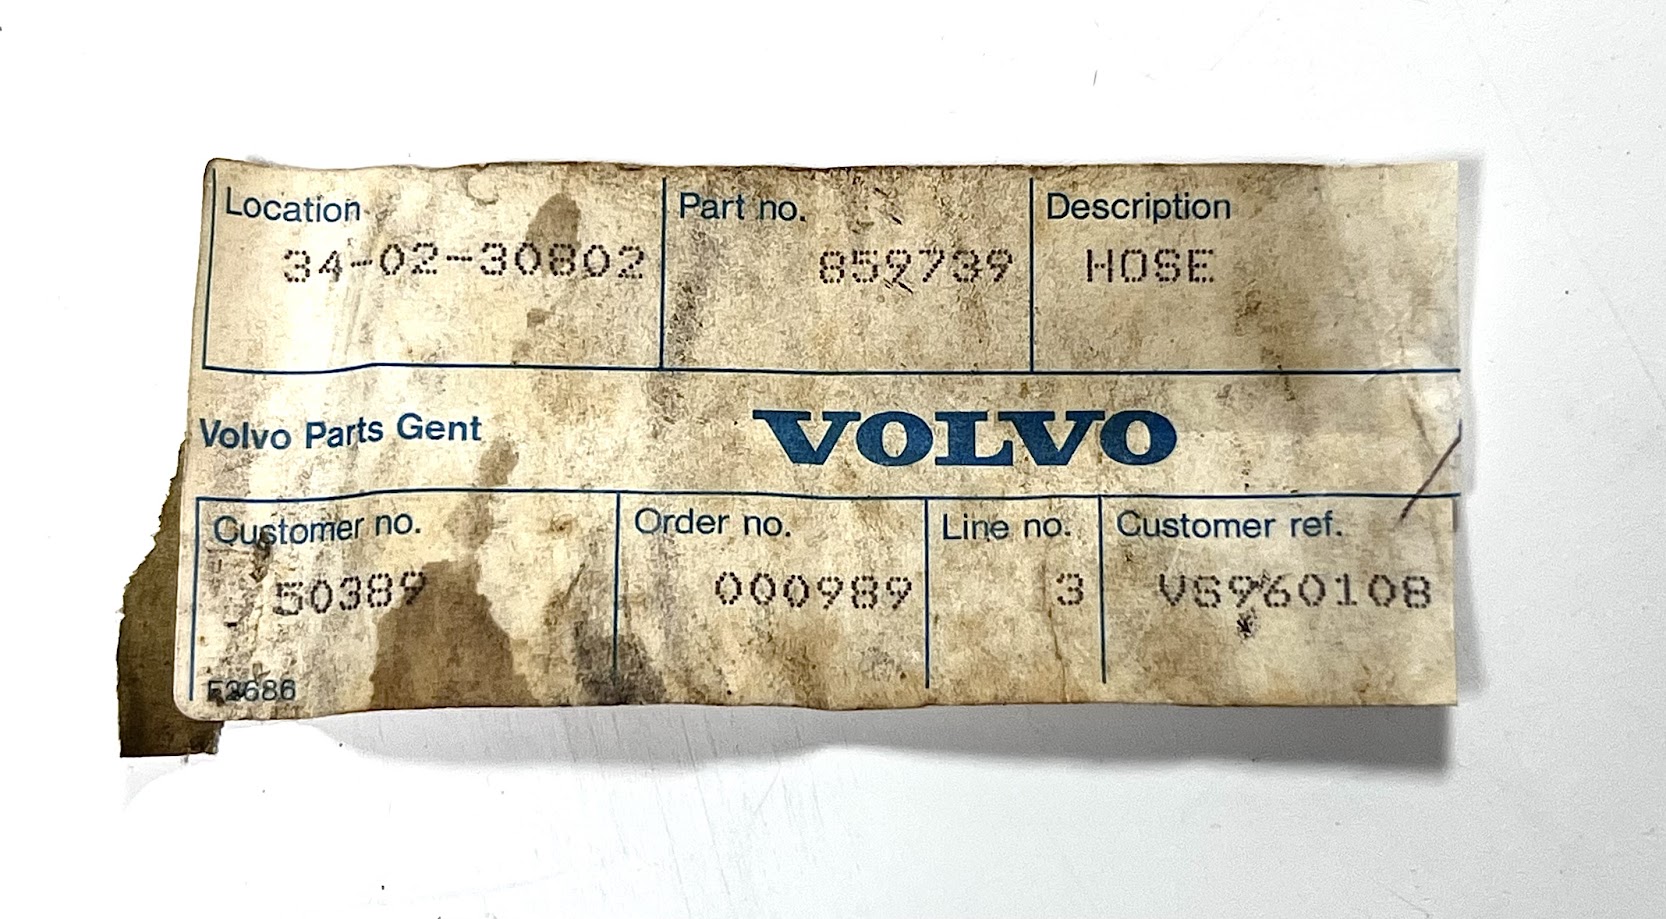 Location Part no. Description
34-02-30802 859739 HOSE
Volvo Parts Gent VOLVO
Customer no. Order no. Line no. Customer ref.
50389 000989 3 VS960108